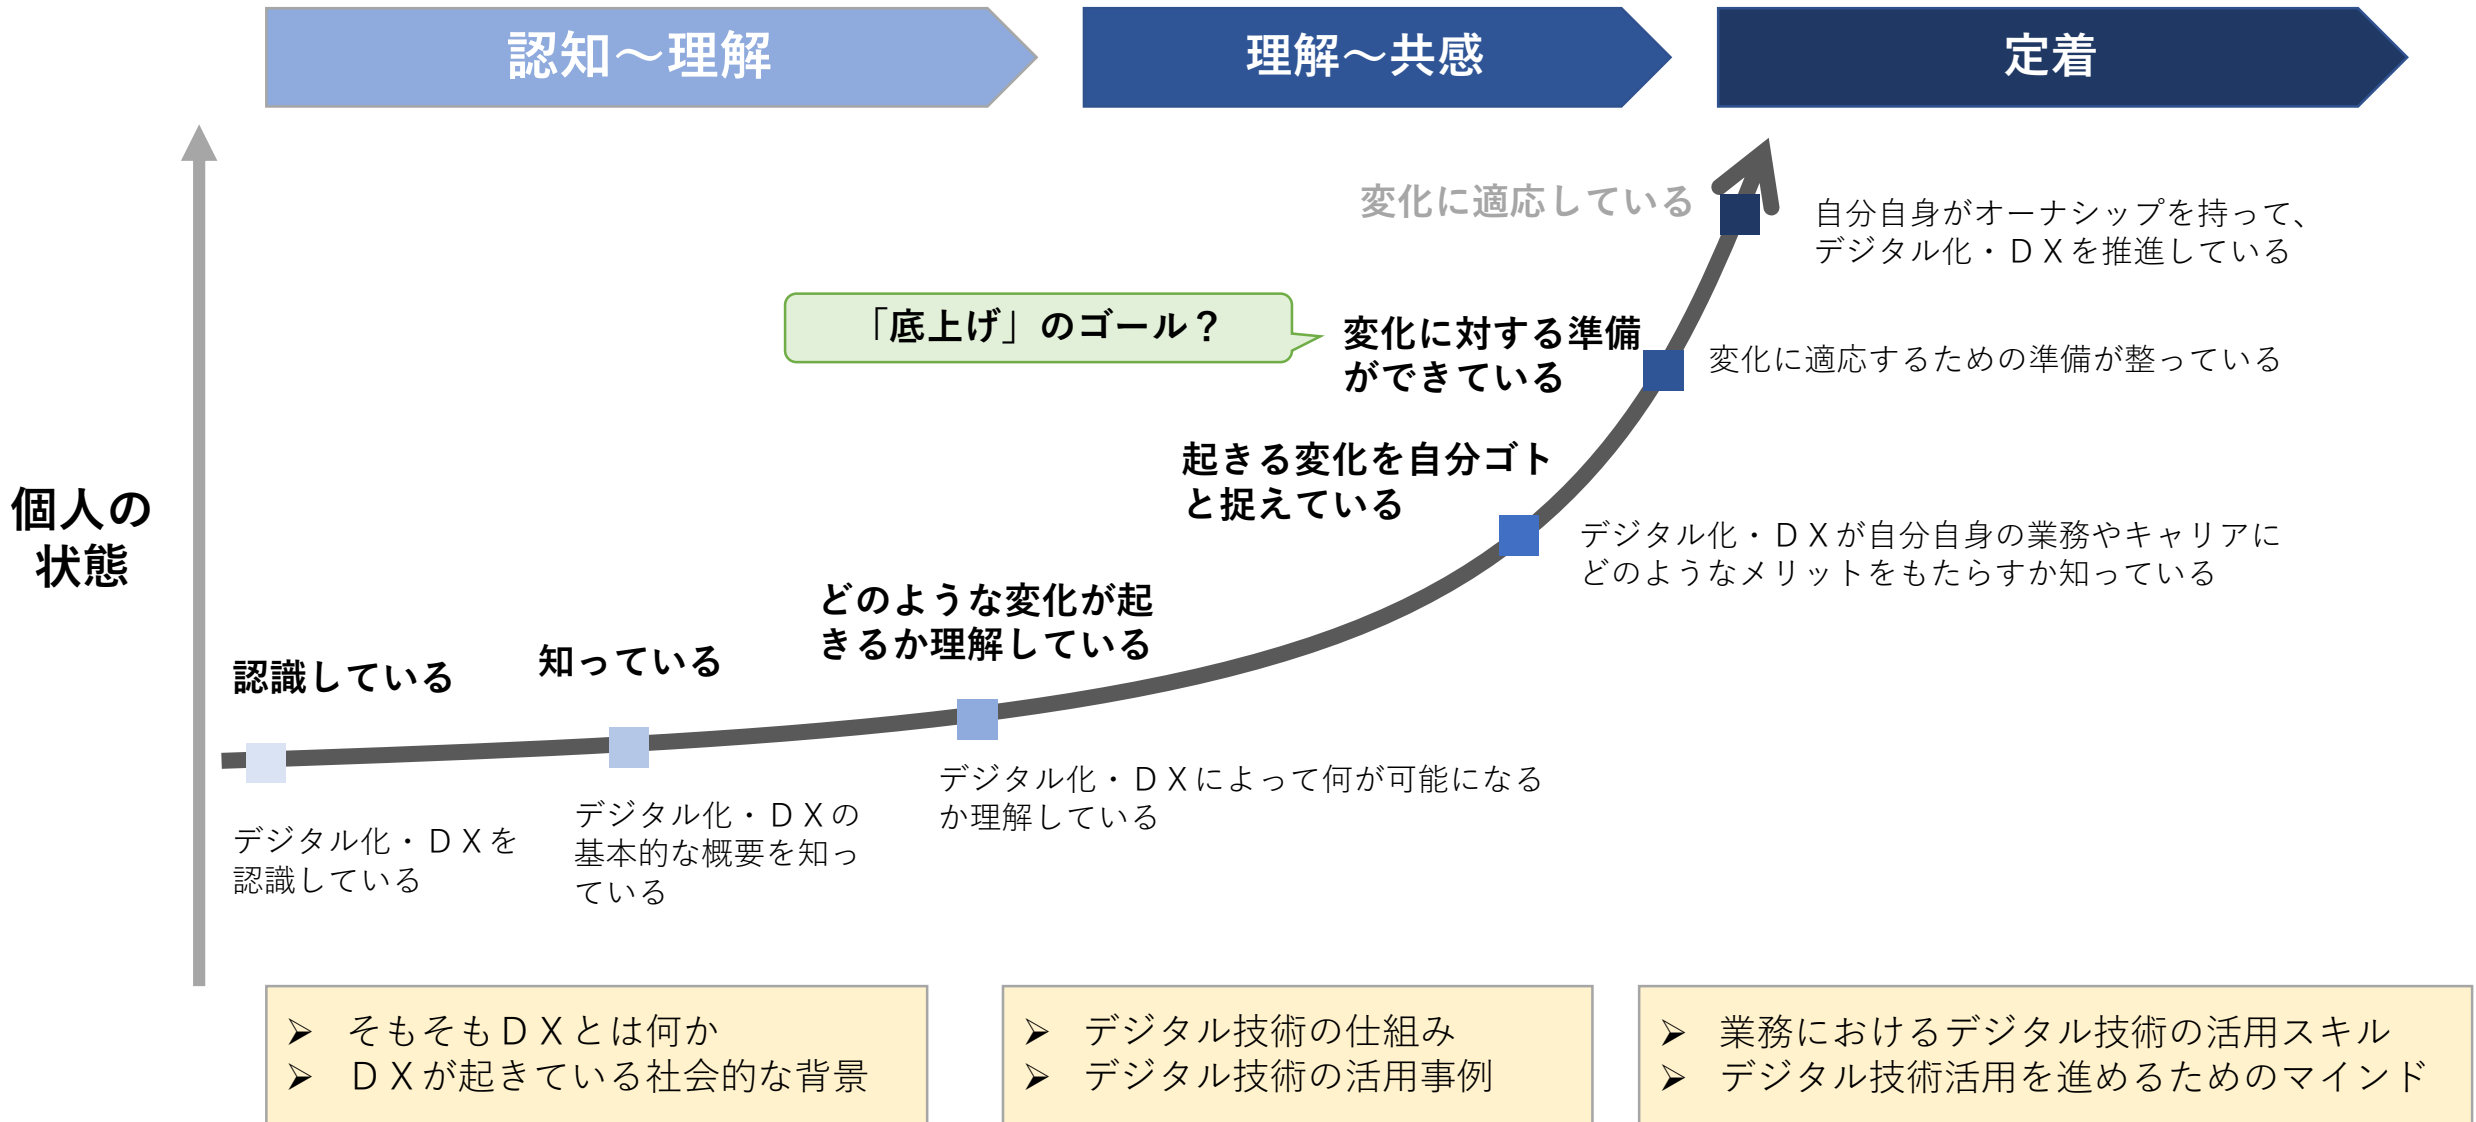 認知～理解
理解～共感
定着
変化に適応している
自分自身がオーナシップを持って、
デジタル化・ＤＸを推進している
「底上げ」のゴール？
変化に対する準備
ができている
変化に適応するための準備が整っている
起きる変化を自分ゴト
と捉えている
個人の
状態
デジタル化・ＤＸが自分自身の業務やキャリアに
どのようなメリットをもたらすか知っている
どのような変化が起
きるか理解している
知っている
認識している
デジタル化・ＤＸによって何が可能になる
か理解している
デジタル化・ＤＸの
基本的な概要を知っ
ている
デジタル化・ＤＸを
認識している
➢ そもそもＤＸとは何か
➢ ＤＸが起きている社会的な背景
➢ デジタル技術の仕組み
➢ デジタル技術の活用事例
➢ 業務におけるデジタル技術の活用スキル
➢ デジタル技術活用を進めるためのマインド